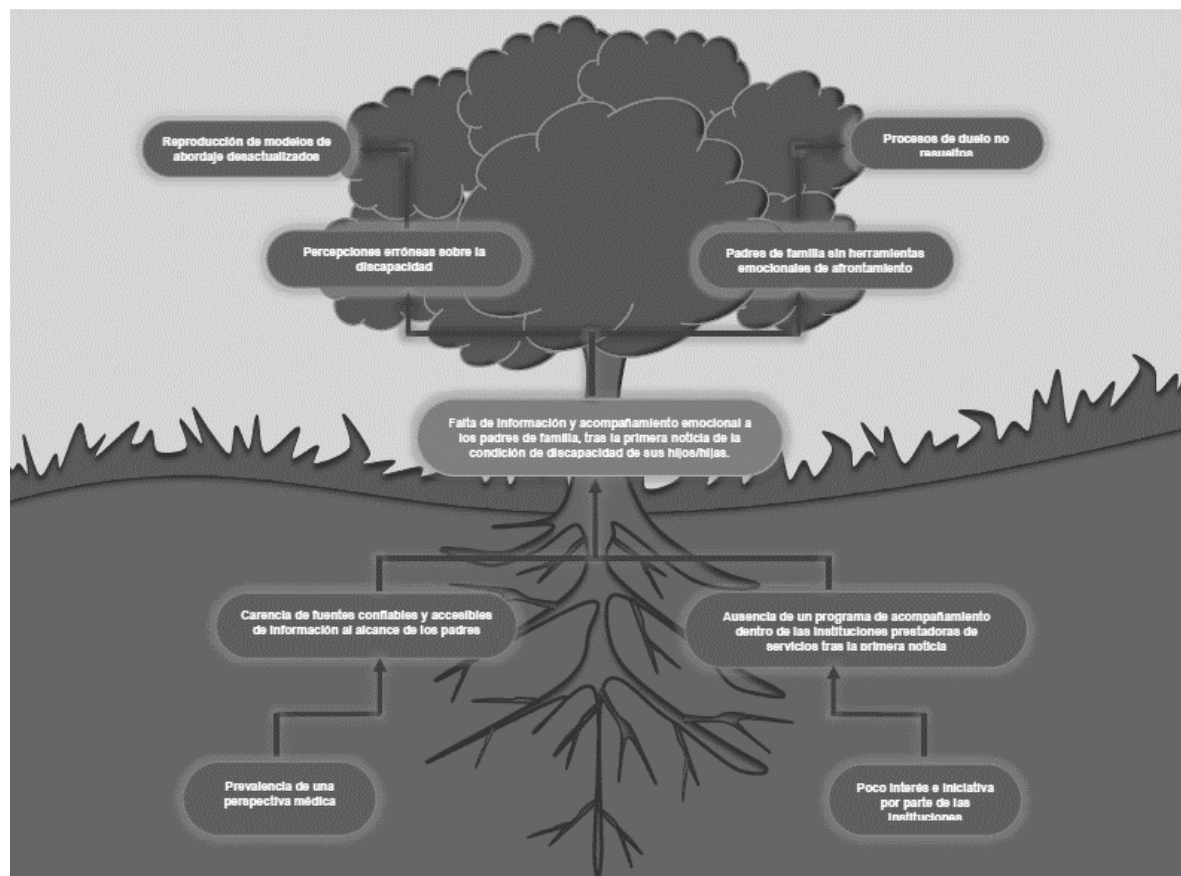 Reproducción de modelos de
abordaje desactualizados
Procesos de duelo no
resueltos
Percepciones erróneas sobre la
discapacidad
Padres de familia sin herramientas
emocionales de afrontamiento
Falta de información y acompañamiento emocional a
los padres de familia, tras la primera noticia de la
condición de discapacidad de sus hijos/hijas.
Carencia de fuentes confiables y accesibles
de información al alcance de los padres
Ausencia de un programa de acompañamiento
dentro de las instituciones prestadoras de
servicios tras la primera noticia
Prevalencia de una
perspectiva médica
Poco interés e iniciativa
por parte de las
instituciones